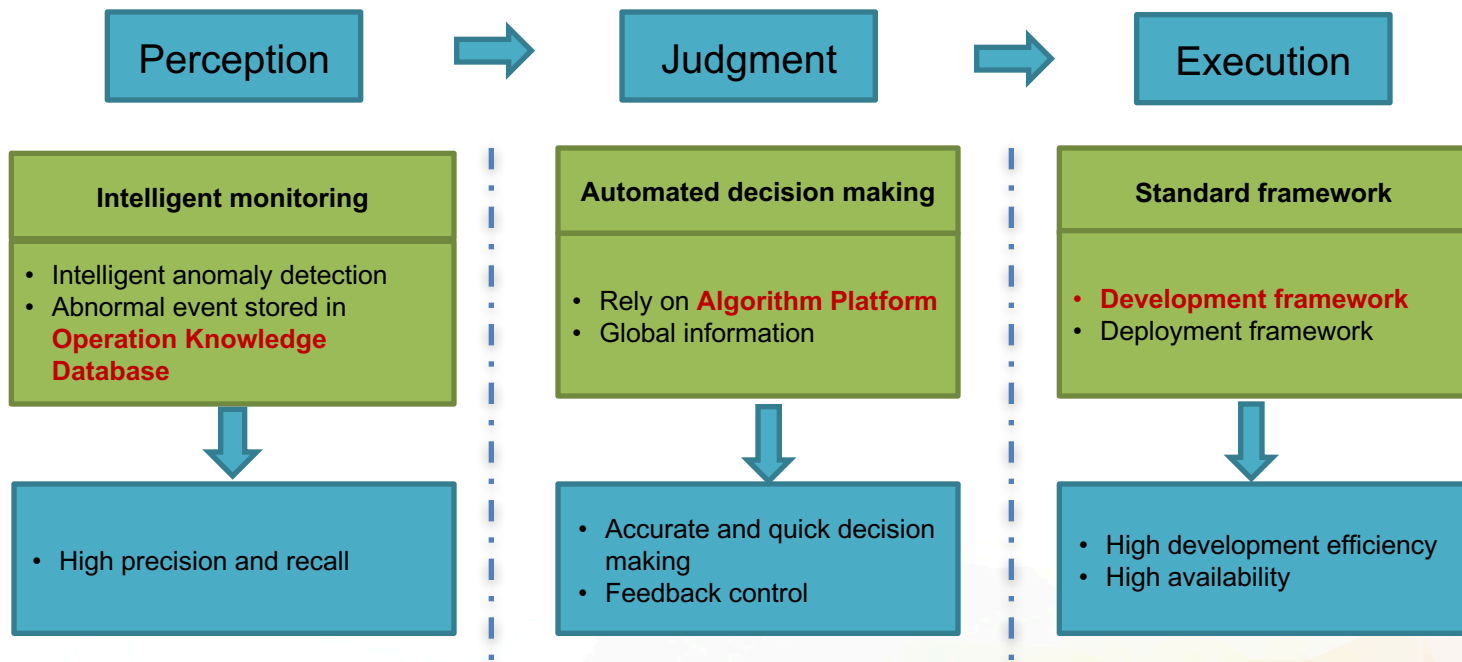 Perception
Judgment
Execution
Intelligent monitoring
• Intelligent anomaly detection
• Abnormal event stored in
Operation Knowledge
Database
• High precision and recall
Automated decision making
• Rely on Algorithm Platform
• Global information
• Accurate and quick decision
making
• Feedback control
Standard framework
• Development framework
• Deployment framework
• High development efficiency
• High availability